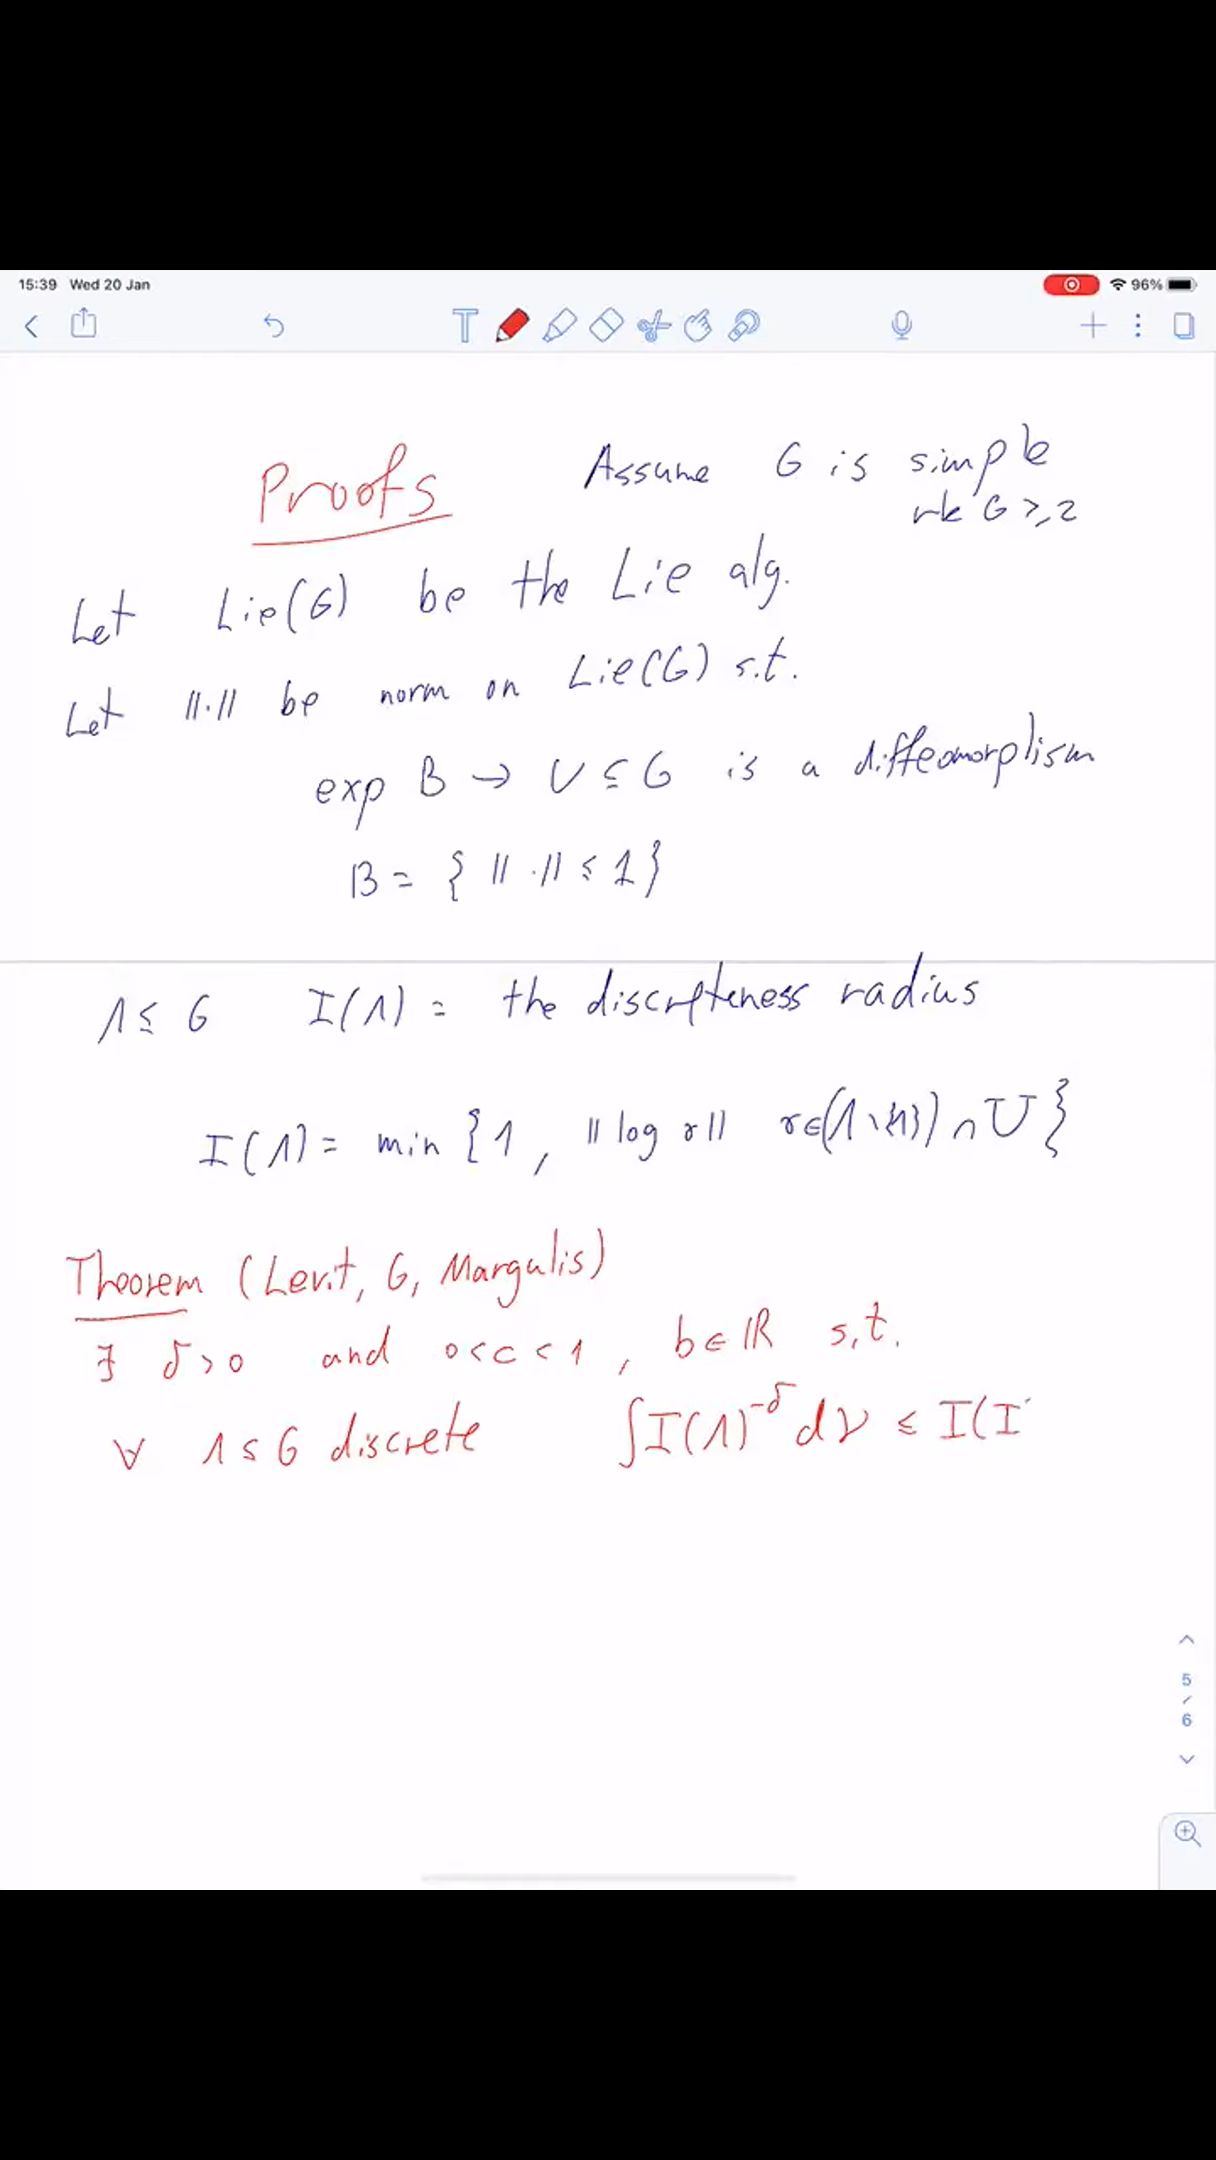 15:39 Wed 20 Jan
96%
Proofs Assume G is simple
rk G ≥ 2
Let Lie(G) be the Lie alg.
Let ||·|| be norm on Lie(G) s.t.
exp B → U ⊆ G is a diffeomorphism
B = { ||·|| ≤ 1 }
Λ ≤ G I(Λ) = the discreteness radius
I(Λ) = min { 1, || log γ || γ∈(Λ\{1}) ∩ U }
Theorem (Levit, G, Margulis)
∃ δ>0 and 0<c<1, b∈ℝ s.t.
∀ Λ ≤ G discrete ∫I(Λ)^{-δ} dν ≤ I(I
5
/
6